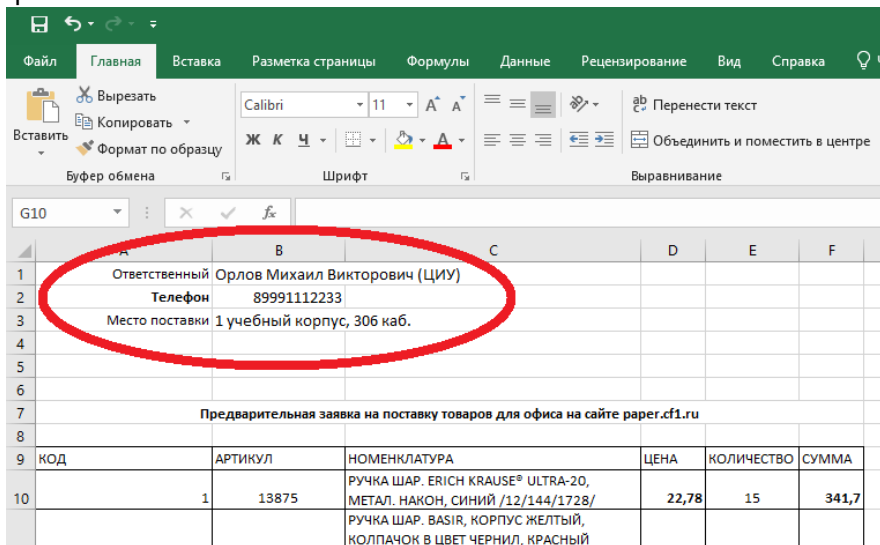 Файл Главная Вставка Разметка страницы Формулы Данные Рецензирование Вид Справка
Вставить
Вырезать
Копировать
Формат по образцу
Буфер обмена
Calibri 11 A A
Ж К Ч А
Шрифт
ab Перенести текст
Объединить и поместить в центре
Выравнивание
G10 fx
A B C D E F
1 Ответственный Орлов Михаил Викторович (ЦИУ)
2 Телефон 89991112233
3 Место поставки 1 учебный корпус, 306 каб.
4
5
6
7 Предварительная заявка на поставку товаров для офиса на сайте paper.cf1.ru
8
9 КОД АРТИКУЛ НОМЕНКЛАТУРА ЦЕНА КОЛИЧЕСТВО СУММА
10 1 13875 РУЧКА ШАР. ERICH KRAUSE® ULTRA-20,
МЕТАЛ. НАКОН, СИНИЙ /12/144/1728/ 22,78 15 341,7
РУЧКА ШАР. BASIR, КОРПУС ЖЕЛТЫЙ,
КОЛПАЧОК В ЦВЕТ ЧЕРНИЛ, КРАСНЫЙ